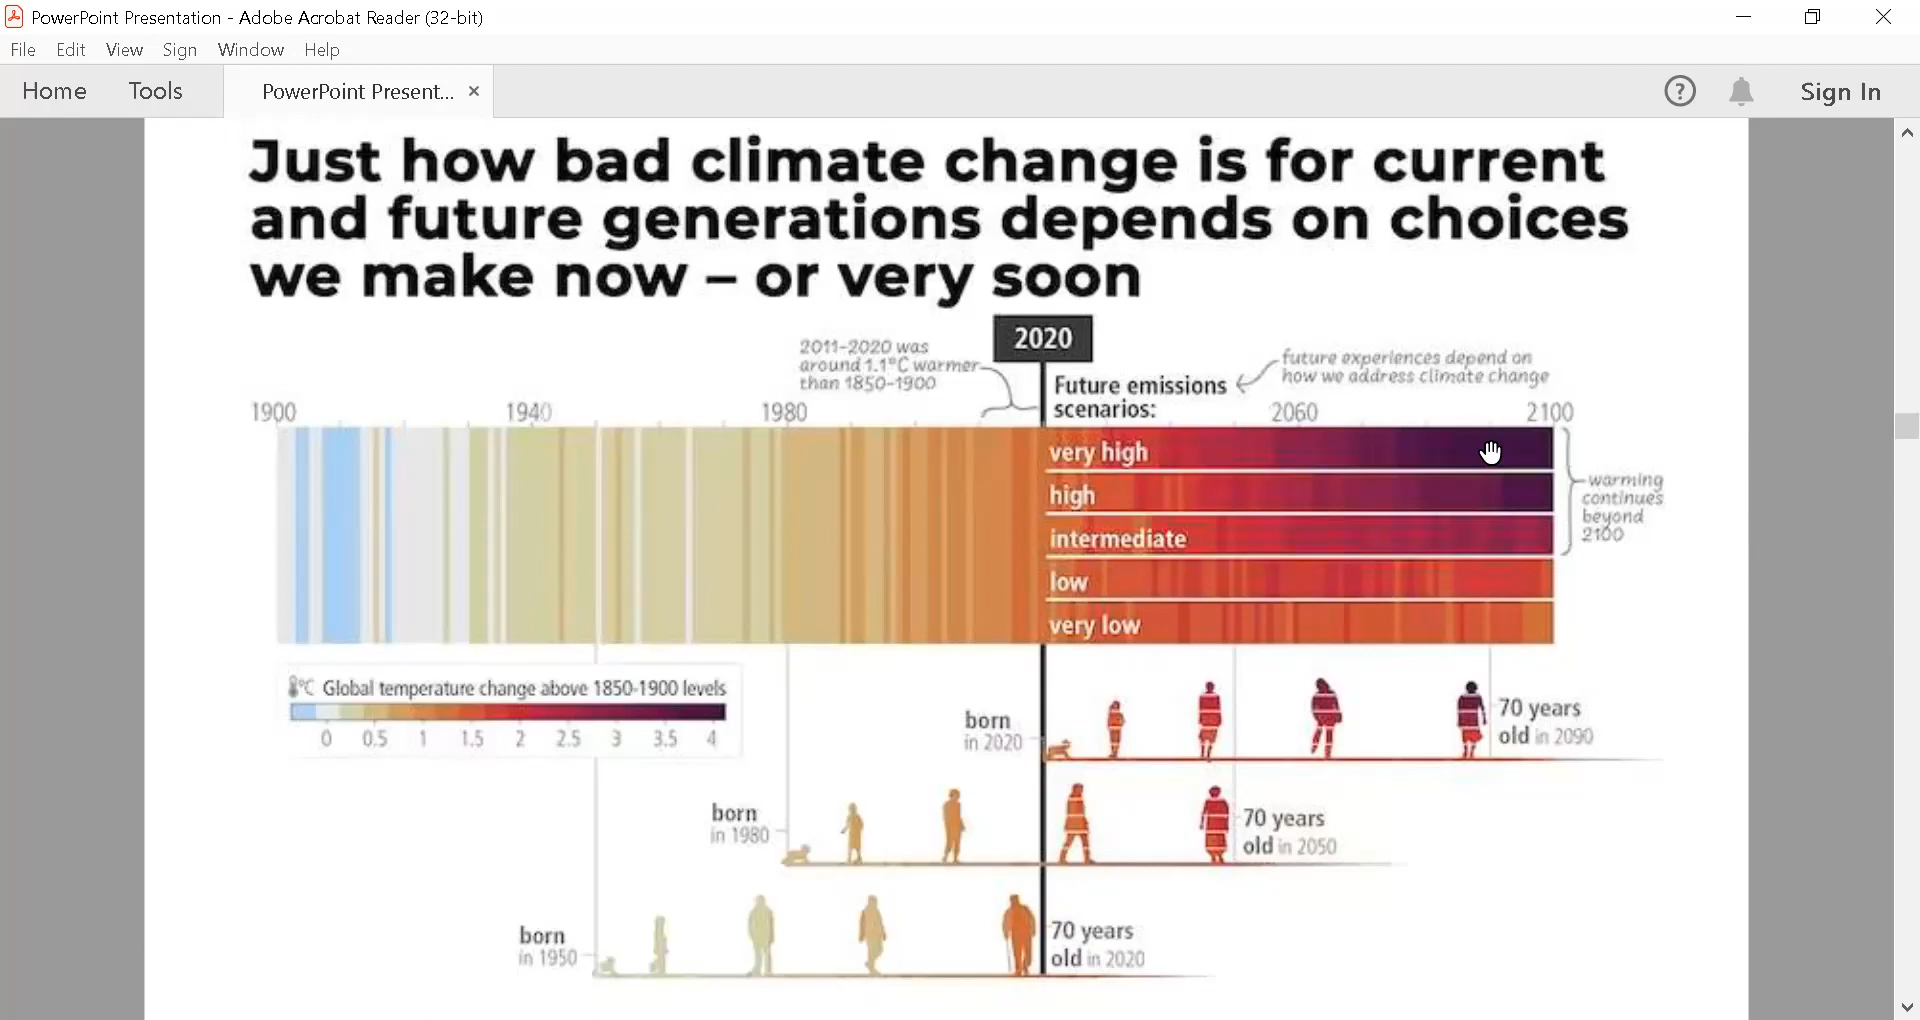 PowerPoint Presentation - Adobe Acrobat Reader (32-bit)
File Edit View Sign Window Help
Home Tools PowerPoint Present... × ? Sign In
Just how bad climate change is for current
and future generations depends on choices
we make now – or very soon
2020
2011-2020 was
around 1.1°C warmer
than 1850-1900
Future emissions
scenarios:
future experiences depend on
how we address climate change
1900 1940 1980 2060 2100
very high
high
intermediate
low
very low
warming
continues
beyond
2100
°C Global temperature change above 1850-1900 levels
0 0.5 1 1.5 2 2.5 3 3.5 4
born
in 2020
70 years
old in 2090
born
in 1980
70 years
old in 2050
born
in 1950
70 years
old in 2020